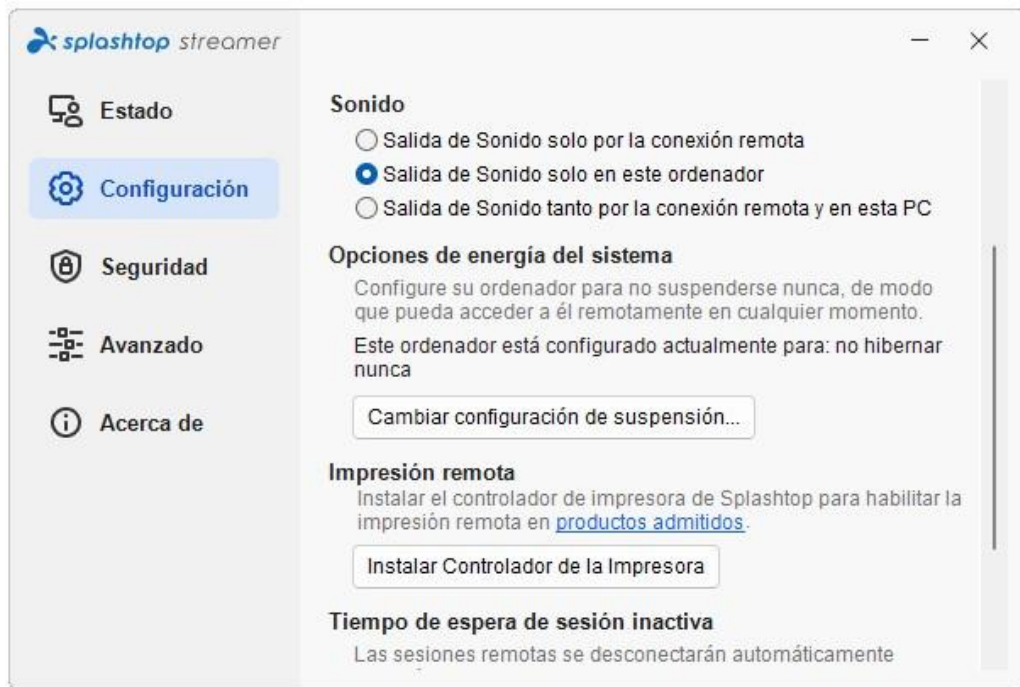 splashtop streamer
Estado
Configuración
Seguridad
Avanzado
Acerca de
Sonido
Salida de Sonido solo por la conexión remota
Salida de Sonido solo en este ordenador
Salida de Sonido tanto por la conexión remota y en esta PC
Opciones de energía del sistema
Configure su ordenador para no suspenderse nunca, de modo
que pueda acceder a él remotamente en cualquier momento.
Este ordenador está configurado actualmente para: no hibernar
nunca
Cambiar configuración de suspensión...
Impresión remota
Instalar el controlador de impresora de Splashtop para habilitar la
impresión remota en productos admitidos.
Instalar Controlador de la Impresora
Tiempo de espera de sesión inactiva
Las sesiones remotas se desconectarán automáticamente